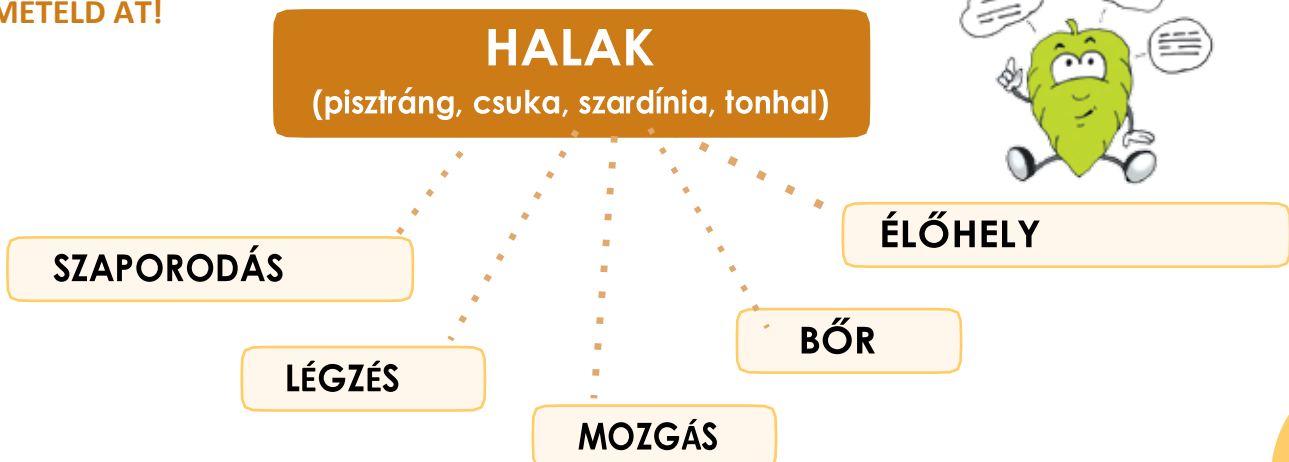 METELD ÁT!
HALAK
(pisztráng, csuka, szardínia, tonhal)
ÉLŐHELY
SZAPORODÁS
BŐR
LÉGZÉS
MOZGÁS